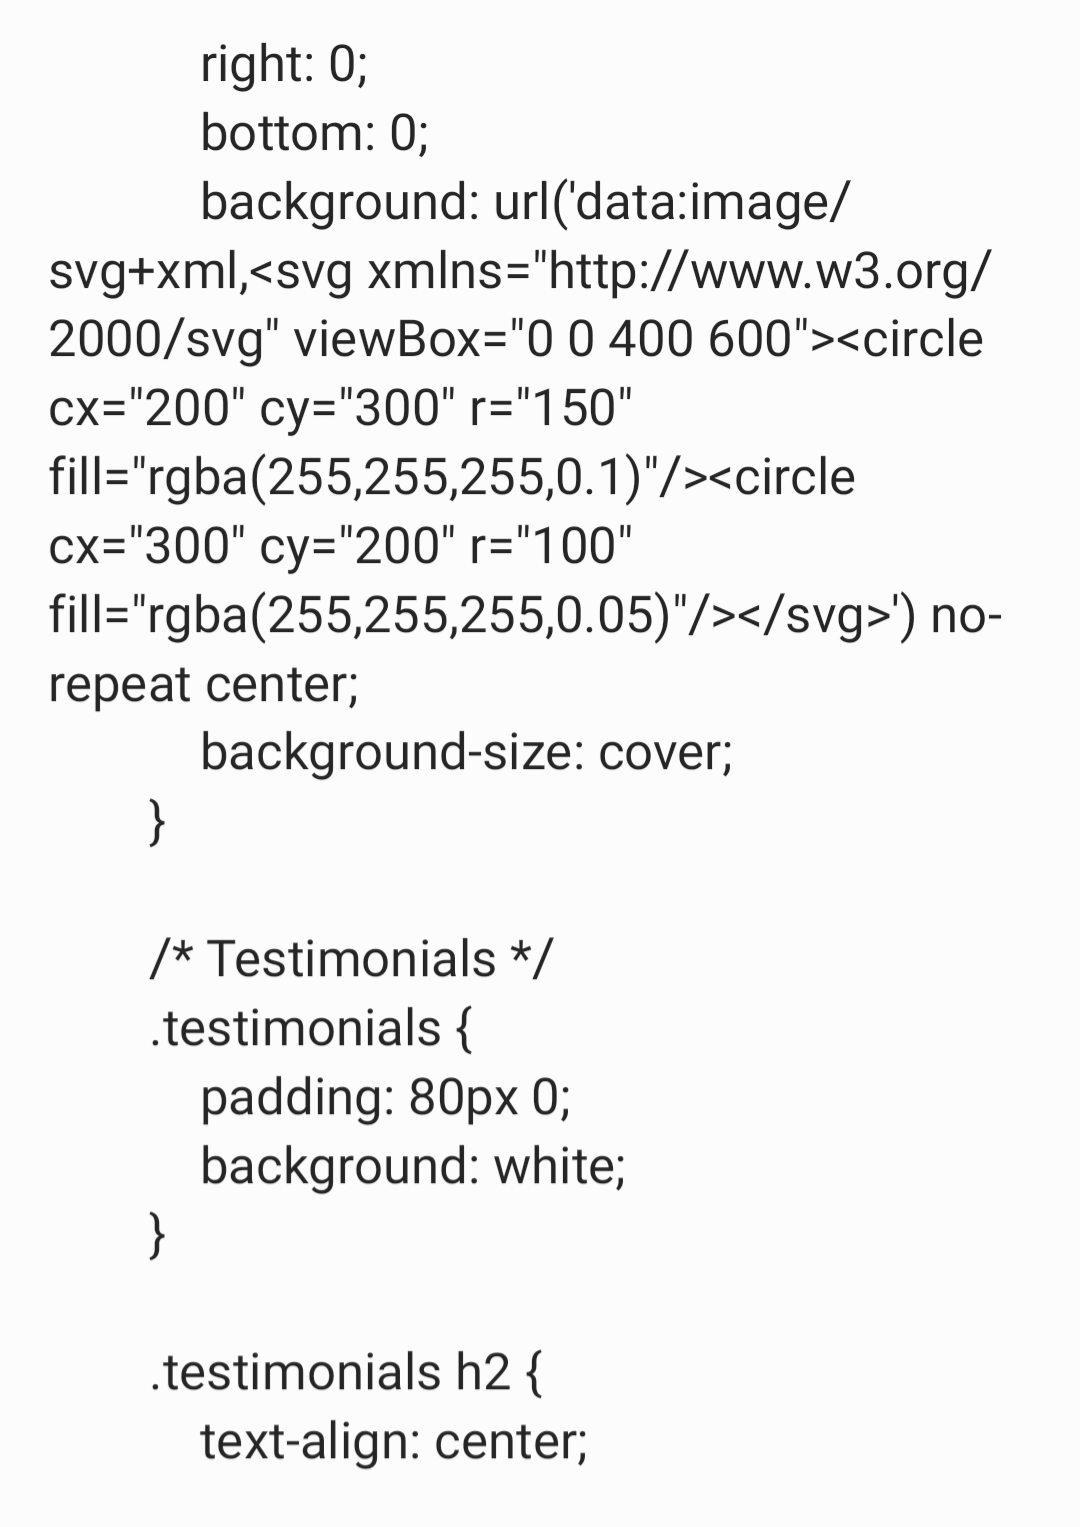 right: 0;
bottom: 0;
background: url('data:image/
svg+xml,<svg xmlns="http://www.w3.org/
2000/svg" viewBox="0 0 400 600"><circle
cx="200" cy="300" r="150"
fill="rgba(255,255,255,0.1)"/><circle
cx="300" cy="200" r="100"
fill="rgba(255,255,255,0.05)"/></svg>') no-
repeat center;
background-size: cover;
}
/* Testimonials */
.testimonials {
padding: 80px 0;
background: white;
}
.testimonials h2 {
text-align: center;